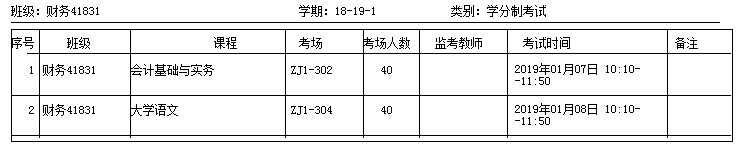 班级：财务41831 学期：18-19-1 类别：学分制考试
序号 班级 课程 考场 考场人数 监考教师 考试时间 备注
1 财务41831 会计基础与实务 ZJ1-302 40 2019年01月07日 10:10-
-11:50
2 财务41831 大学语文 ZJ1-304 40 2019年01月08日 10:10-
-11:50